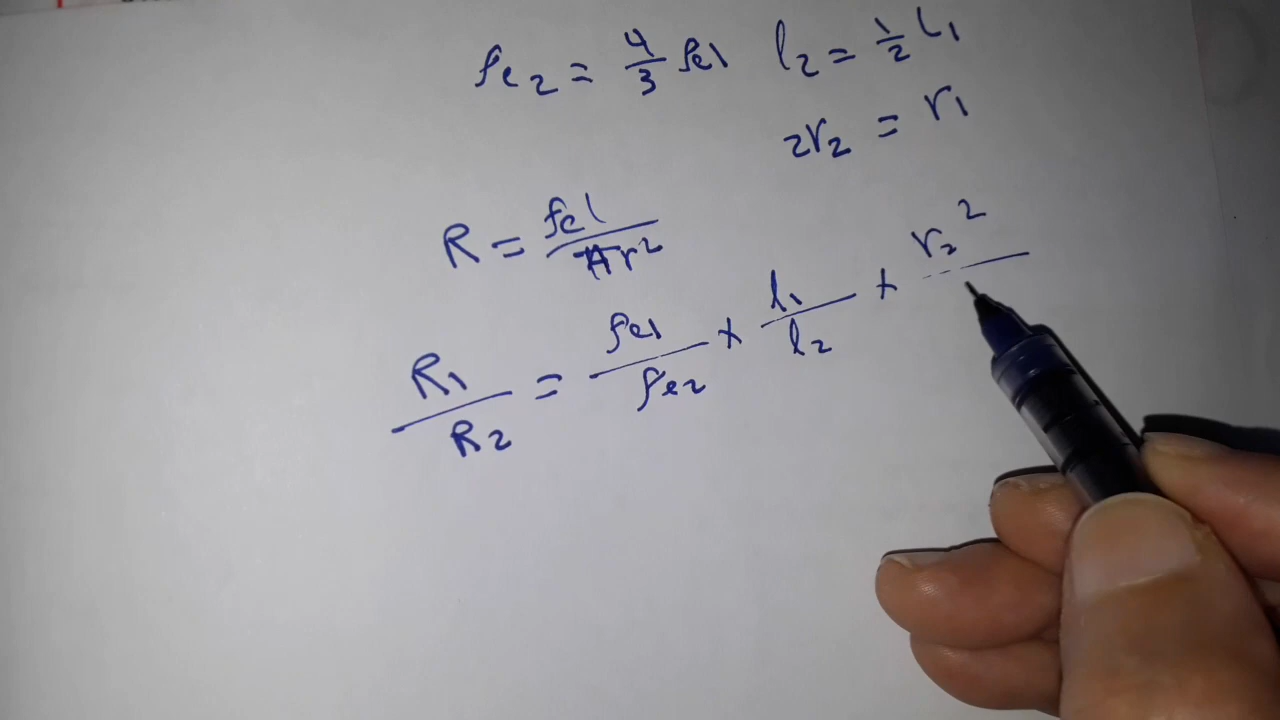 ρe2 = 4/3 ρe1 l2 = 1/2 l1
2r2 = r1
R = ρe l / πr²
R1/R2 = ρe1/ρe2 × l1/l2 × r2²/